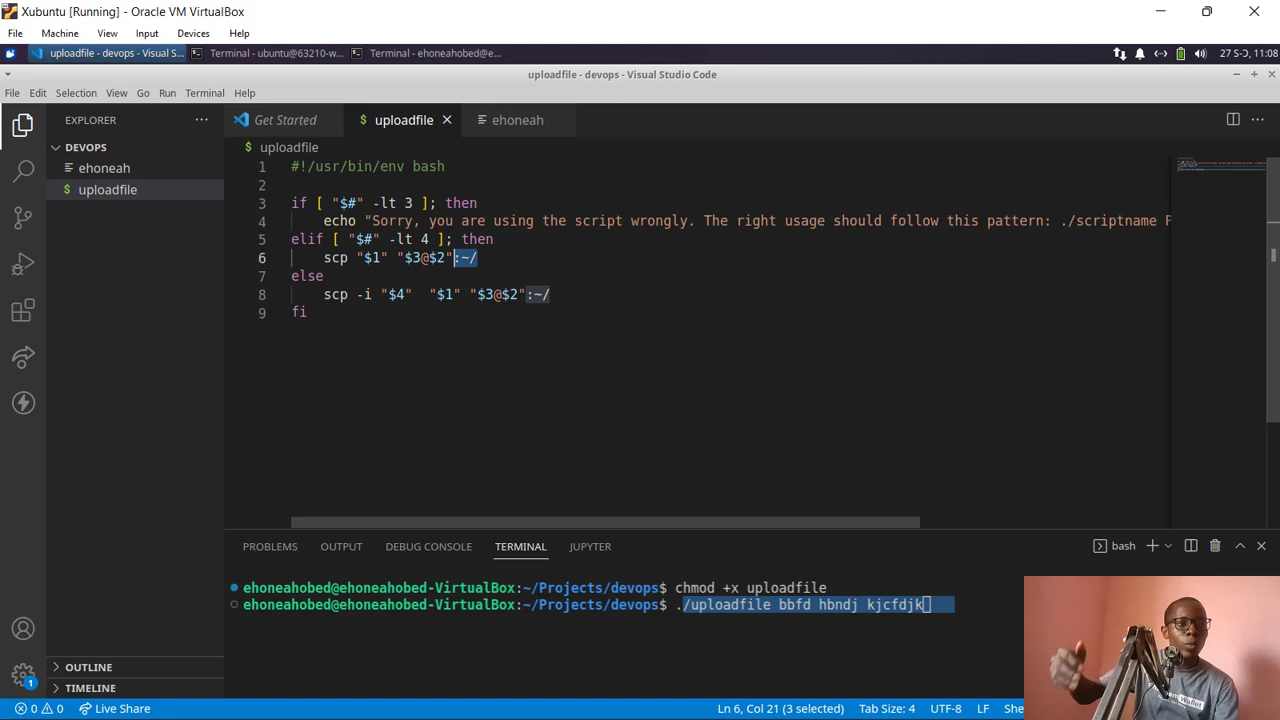 Xubuntu [Running] - Oracle VM VirtualBox
File Machine View Input Devices Help
uploadfile - devops - Visual S... Terminal - ubuntu@63210-w... Terminal - ehoneahobed@e... 27 S-Ɔ, 11:08
uploadfile - devops - Visual Studio Code
File Edit Selection View Go Run Terminal Help
EXPLORER ... Get Started $ uploadfile ehoneah
DEVOPS
ehoneah
$ uploadfile
$ uploadfile
1 #!/usr/bin/env bash
2
3 if [ "$#" -lt 3 ]; then
4 echo "Sorry, you are using the script wrongly. The right usage should follow this pattern: ./scriptname F
5 elif [ "$#" -lt 4 ]; then
6 scp "$1" "$3@$2":~/
7 else
8 scp -i "$4"  "$1" "$3@$2":~/
9 fi
PROBLEMS OUTPUT DEBUG CONSOLE TERMINAL JUPYTER bash
ehoneahobed@ehoneahobed-VirtualBox:~/Projects/devops$ chmod +x uploadfile
ehoneahobed@ehoneahobed-VirtualBox:~/Projects/devops$ ./uploadfile bbfd hbndj kjcfdjk
OUTLINE
TIMELINE
1
0 0 Live Share Ln 6, Col 21 (3 selected) Tab Size: 4 UTF-8 LF She